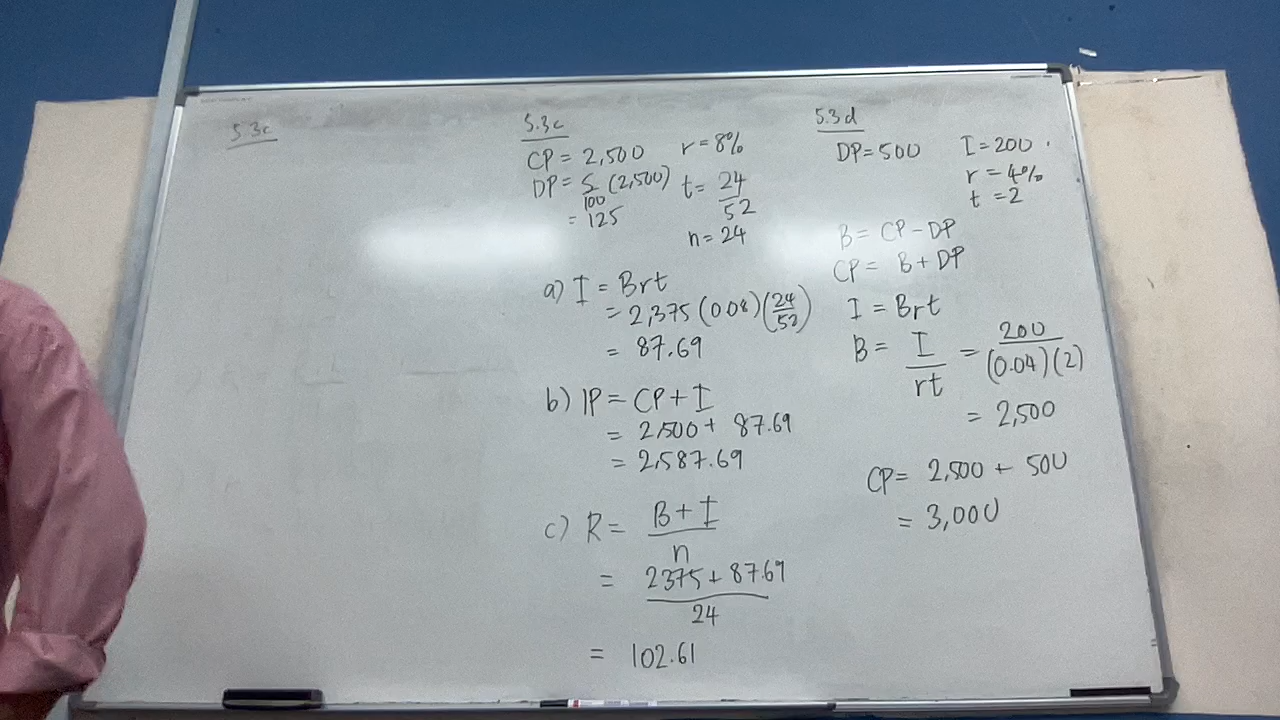 5.3c
5.3c
CP = 2,500 r = 8%
DP = 5/100 (2,500) t = 24/52
= 125
n = 24
a) I = Brt
= 2,375 (0.08) (24/52)
= 87.69
b) IP = CP + I
= 2,500 + 87.69
= 2,587.69
c) R = B + I / n
= 2375 + 87.69 / 24
= 102.61
5.3d
DP = 500 I = 200
r = 4%
t = 2
B = CP - DP
CP = B + DP
I = Brt
B = I / rt = 200 / (0.04)(2)
= 2,500
CP = 2,500 + 500
= 3,000